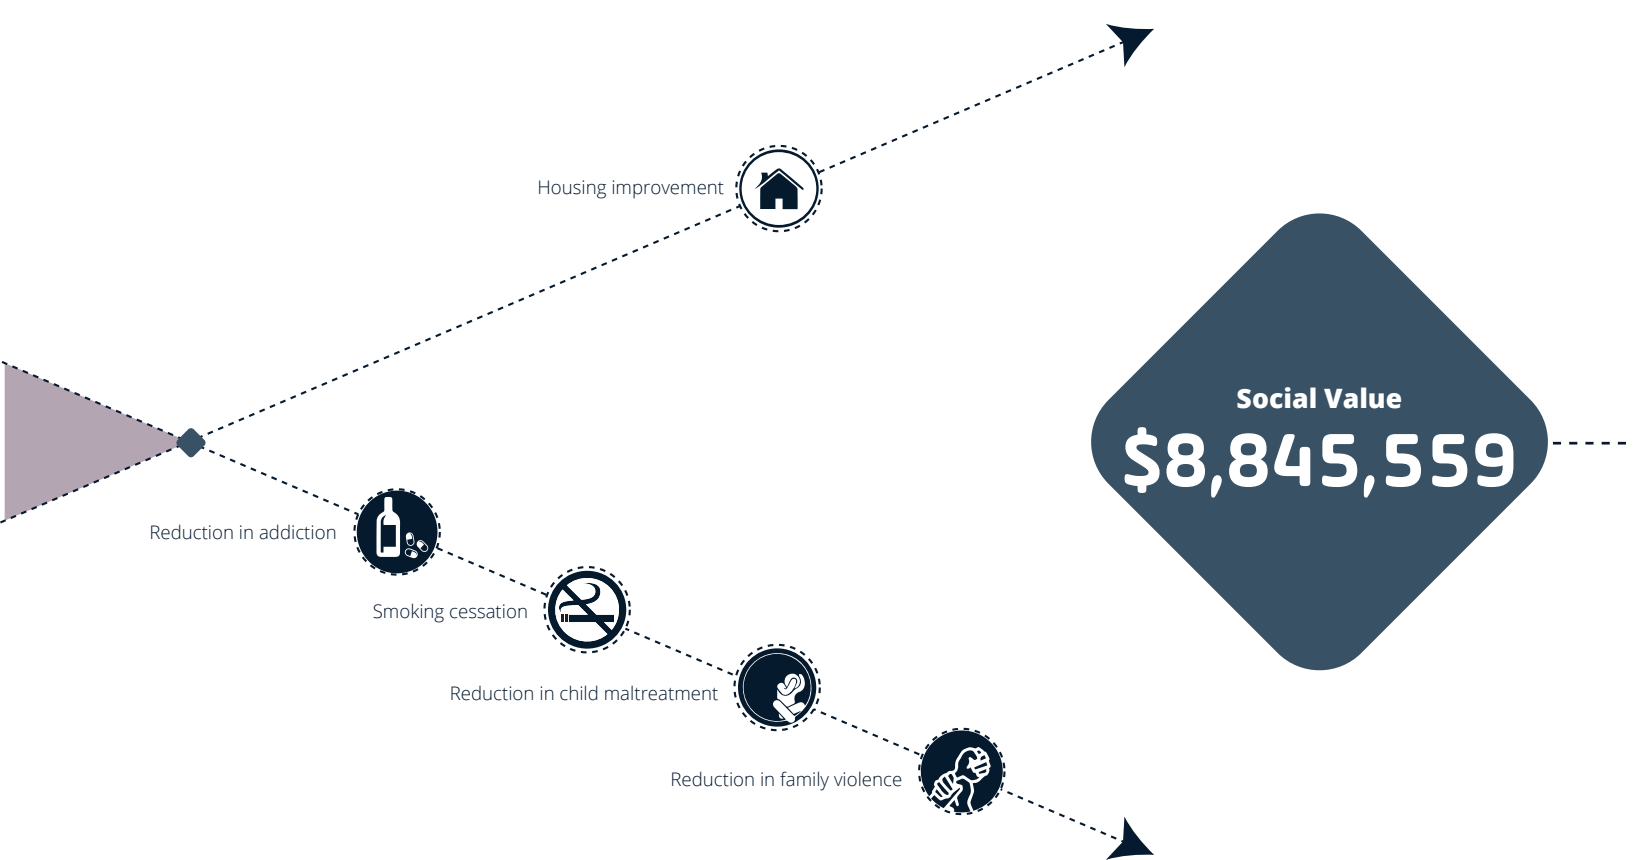 Housing improvement
Social Value
$8,845,559
Reduction in addiction
Smoking cessation
Reduction in child maltreatment
Reduction in family violence